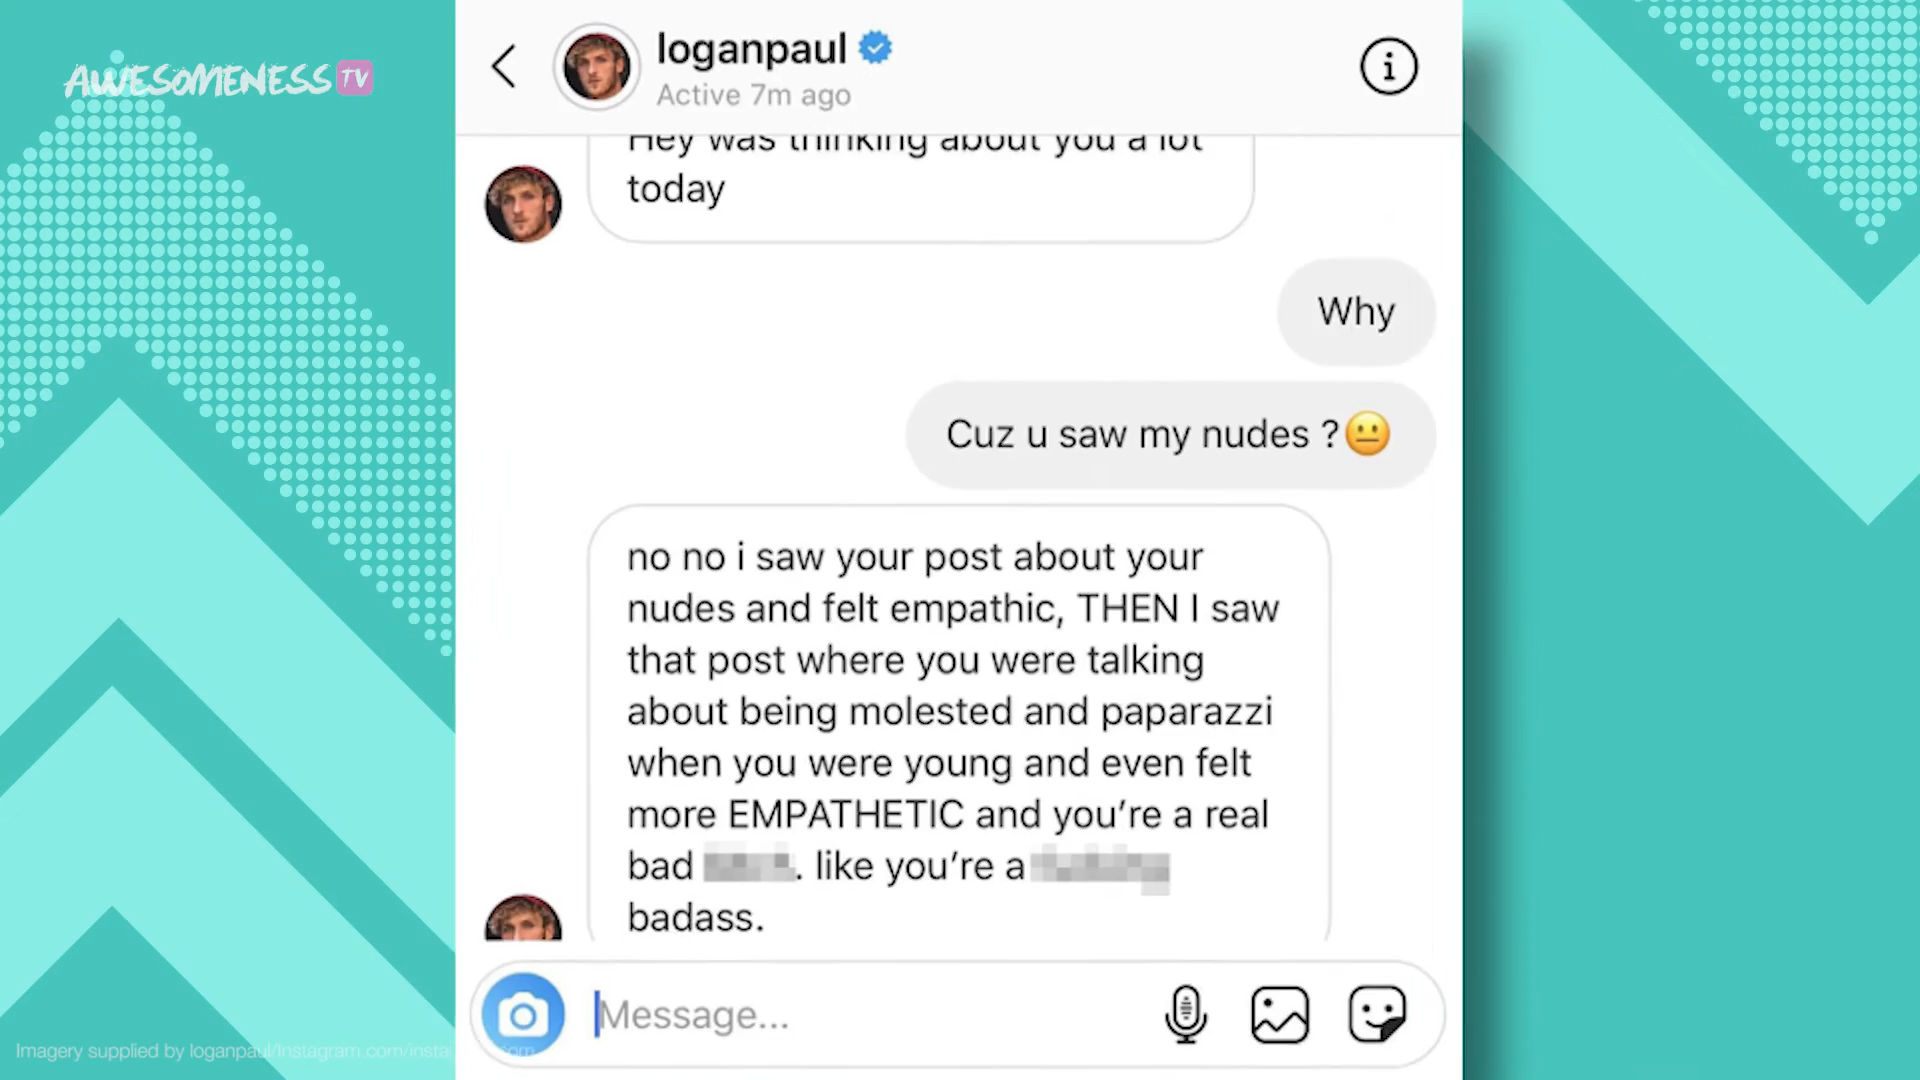 AWESOMENESS TV
loganpaul
Active 7m ago
Hey was thinking about you a lot
today
Why
Cuz u saw my nudes ?😐
no no i saw your post about your
nudes and felt empathic, THEN I saw
that post where you were talking
about being molested and paparazzi
when you were young and even felt
more EMPATHETIC and you’re a real
bad . like you’re a
badass.
Message...
Imagery supplied by loganpaul/Instagram.com/insta